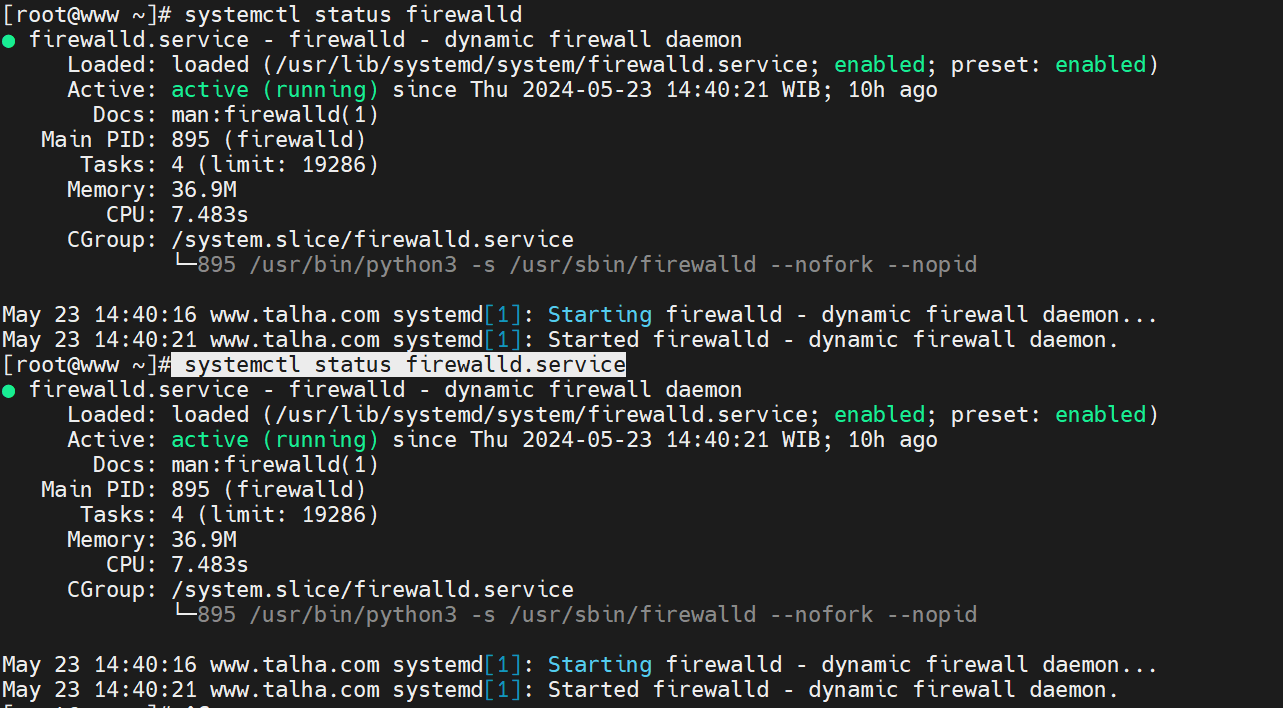 [root@www ~]# systemctl status firewalld
● firewalld.service - firewalld - dynamic firewall daemon
     Loaded: loaded (/usr/lib/systemd/system/firewalld.service; enabled; preset: enabled)
     Active: active (running) since Thu 2024-05-23 14:40:21 WIB; 10h ago
       Docs: man:firewalld(1)
   Main PID: 895 (firewalld)
      Tasks: 4 (limit: 19286)
     Memory: 36.9M
        CPU: 7.483s
     CGroup: /system.slice/firewalld.service
             └─895 /usr/bin/python3 -s /usr/sbin/firewalld --nofork --nopid

May 23 14:40:16 www.talha.com systemd[1]: Starting firewalld - dynamic firewall daemon...
May 23 14:40:21 www.talha.com systemd[1]: Started firewalld - dynamic firewall daemon.
[root@www ~]# systemctl status firewalld.service
● firewalld.service - firewalld - dynamic firewall daemon
     Loaded: loaded (/usr/lib/systemd/system/firewalld.service; enabled; preset: enabled)
     Active: active (running) since Thu 2024-05-23 14:40:21 WIB; 10h ago
       Docs: man:firewalld(1)
   Main PID: 895 (firewalld)
      Tasks: 4 (limit: 19286)
     Memory: 36.9M
        CPU: 7.483s
     CGroup: /system.slice/firewalld.service
             └─895 /usr/bin/python3 -s /usr/sbin/firewalld --nofork --nopid

May 23 14:40:16 www.talha.com systemd[1]: Starting firewalld - dynamic firewall daemon...
May 23 14:40:21 www.talha.com systemd[1]: Started firewalld - dynamic firewall daemon.